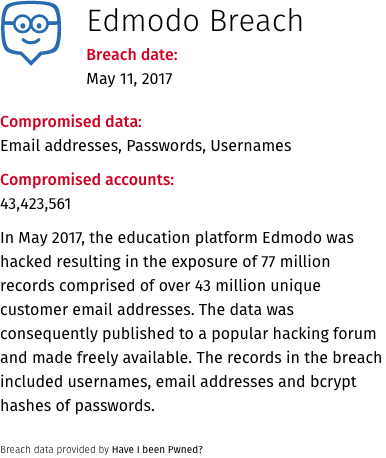 Edmodo Breach
Breach date:
May 11, 2017
Compromised data:
Email addresses, Passwords, Usernames
Compromised accounts:
43,423,561
In May 2017, the education platform Edmodo was
hacked resulting in the exposure of 77 million
records comprised of over 43 million unique
customer email addresses. The data was
consequently published to a popular hacking forum
and made freely available. The records in the breach
included usernames, email addresses and bcrypt
hashes of passwords.
Breach data provided by Have I been Pwned?